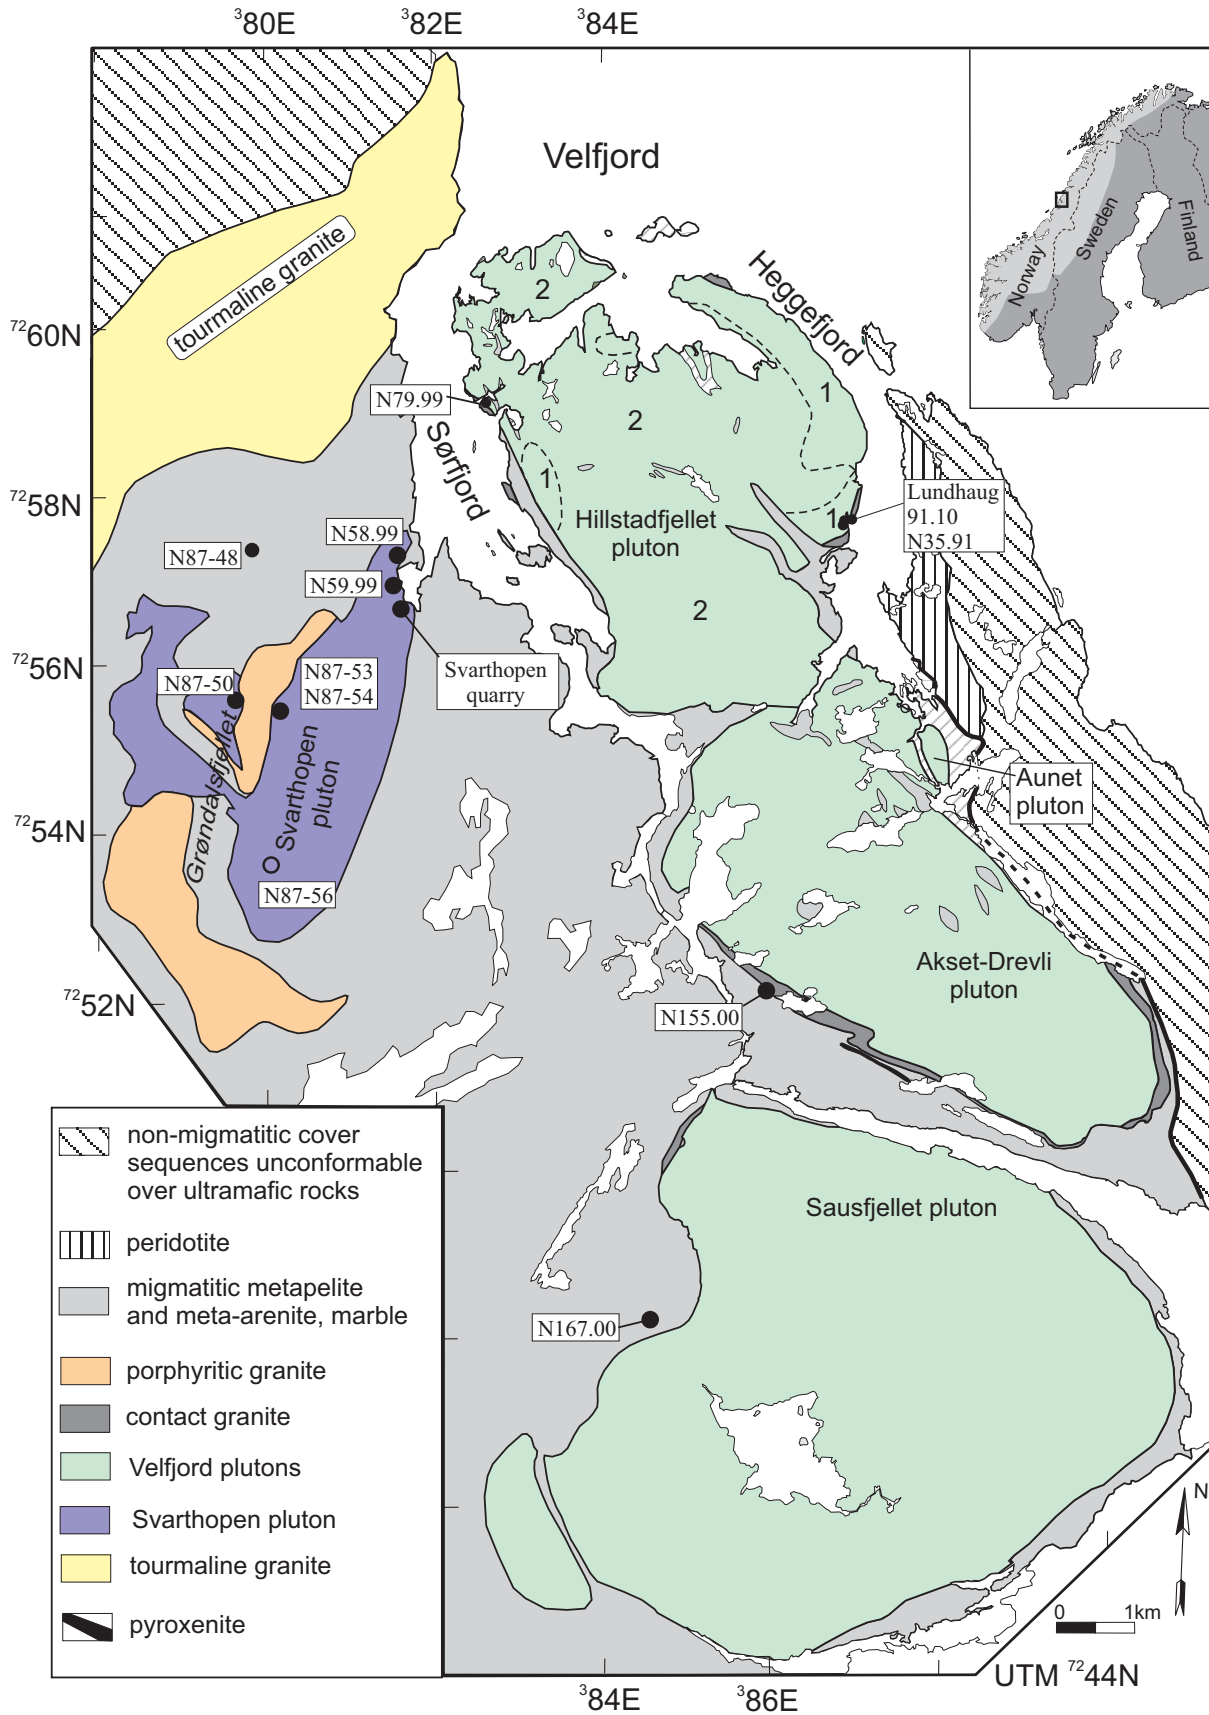 380E
382E
384E
Velfjord
Norway
Sweden
Finland
tourmaline granite
Heggefjord
2
7260N
1
N79.99
2
Sørfjord
1
7258N
Lundhaug
91.10
N35.91
1
Hillstadfjellet
pluton
N58.99
N87-48
N59.99
2
7256N
N87-53
N87-54
Svarthopen
quarry
N87-50
Grøndalsfjellet
Svarthopen
pluton
Aunet
pluton
7254N
N87-56
Akset-Drevli
pluton
7252N
N155.00
non-migmatitic cover
sequences unconformable
over ultramafic rocks
peridotite
migmatitic metapelite
and meta-arenite, marble
porphyritic granite
contact granite
Velfjord plutons
Svarthopen pluton
tourmaline granite
pyroxenite
Sausfjellet pluton
N167.00
N
0 1km
UTM 7244N
384E
386E